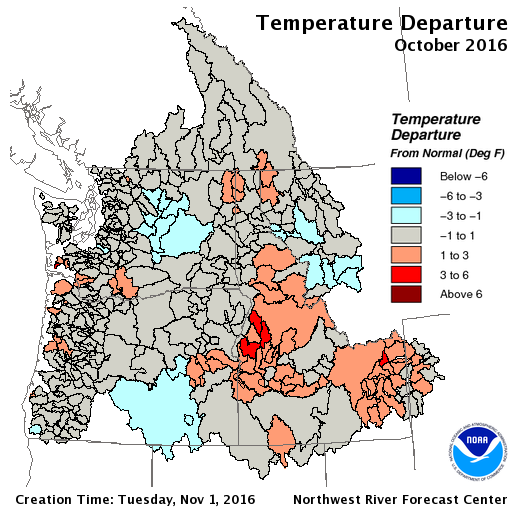 Temperature Departure
October 2016
Temperature
Departure
From Normal (Deg F)
Below −6
−6 to −3
−3 to −1
−1 to 1
1 to 3
3 to 6
Above 6
NOAA
Creation Time: Tuesday, Nov 1, 2016
Northwest River Forecast Center